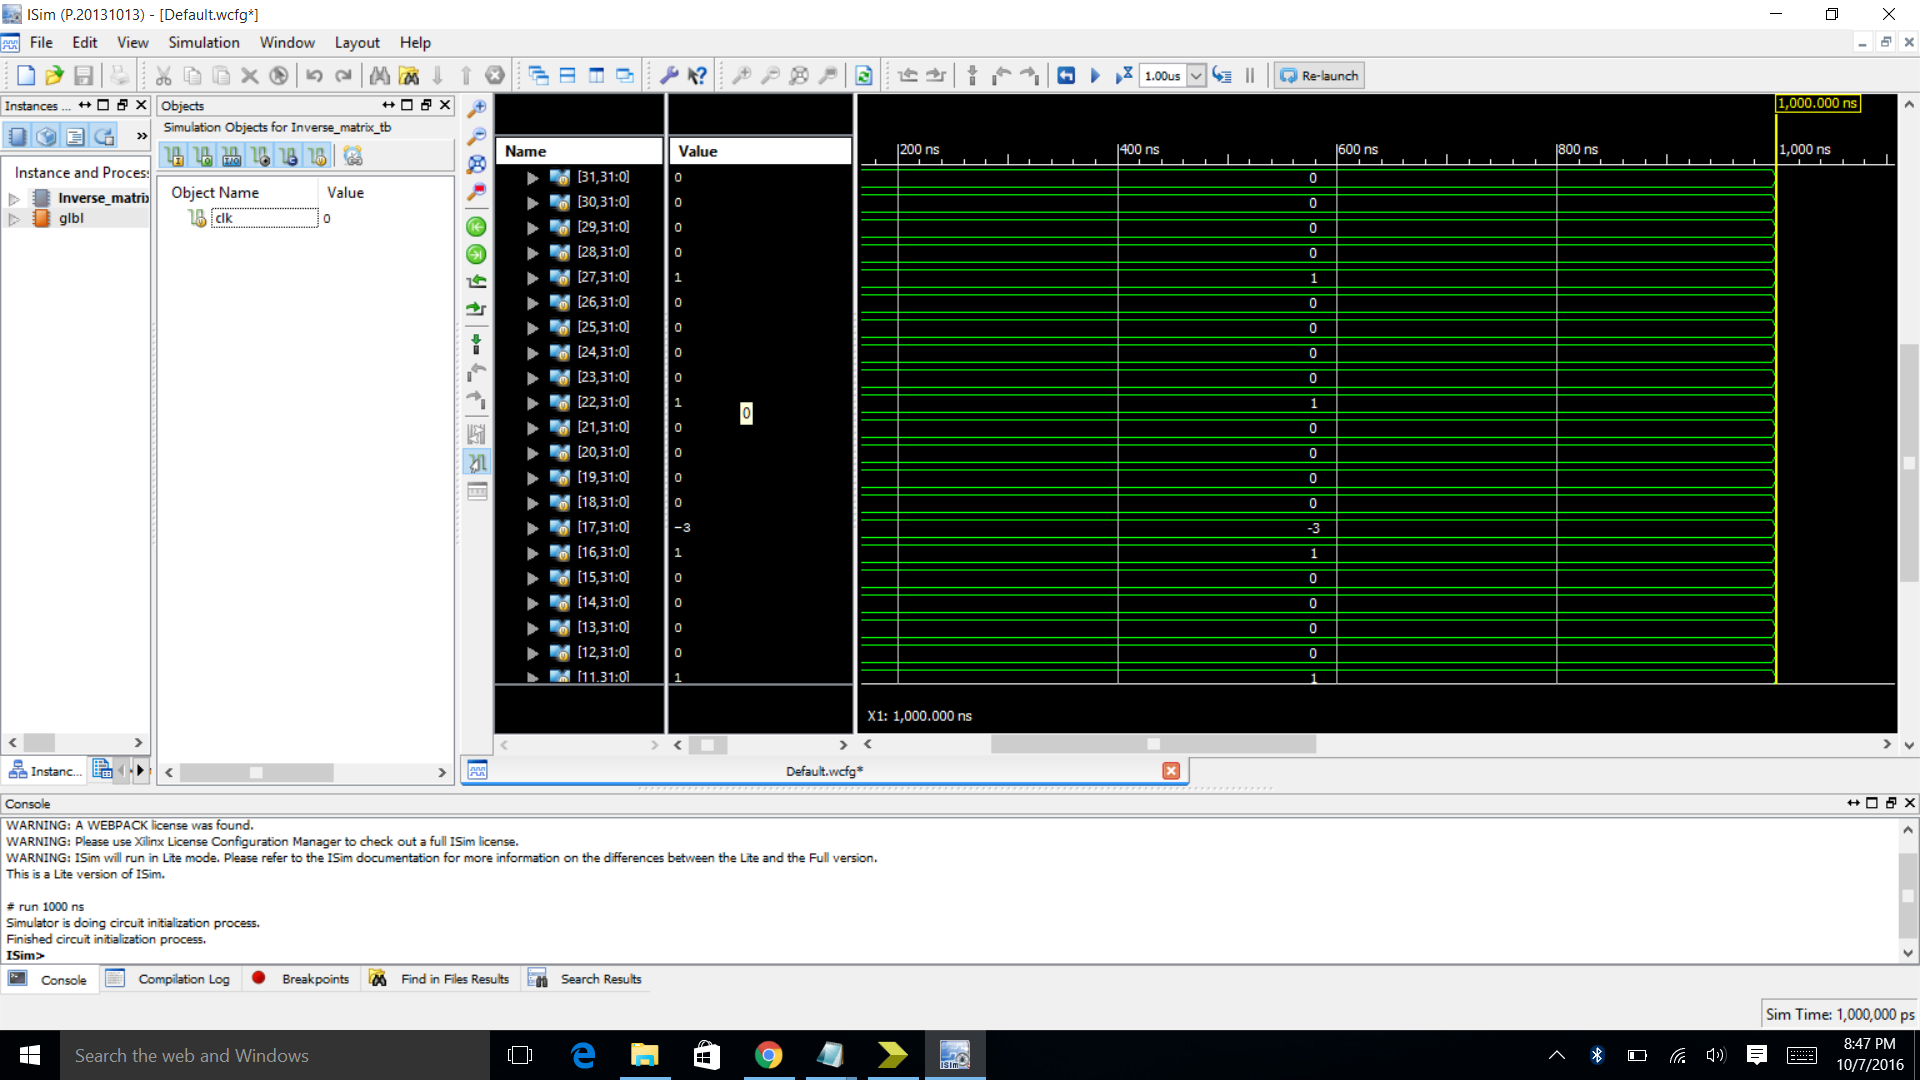 ISim (P.20131013) - [Default.wcfg*]
File Edit View Simulation Window Layout Help
1.00us Re-launch
Instances ...
Instance and Process
Inverse_matrix
glbl
Instanc...
Objects
Simulation Objects for Inverse_matrix_tb
Object Name Value
clk 0
1,000.000 ns
Name Value 200 ns 400 ns 600 ns 800 ns 1,000 ns
[31,31:0] 0 0
[30,31:0] 0 0
[29,31:0] 0 0
[28,31:0] 0 0
[27,31:0] 1 1
[26,31:0] 0 0
[25,31:0] 0 0
[24,31:0] 0 0
[23,31:0] 0 0
[22,31:0] 1 1
0
[21,31:0] 0 0
[20,31:0] 0 0
[19,31:0] 0 0
[18,31:0] 0 0
[17,31:0] -3 -3
[16,31:0] 1 1
[15,31:0] 0 0
[14,31:0] 0 0
[13,31:0] 0 0
[12,31:0] 0 0
[11,31:0] 1 1
X1: 1,000.000 ns
Default.wcfg*
Console
WARNING: A WEBPACK license was found.
WARNING: Please use Xilinx License Configuration Manager to check out a full ISim license.
WARNING: ISim will run in Lite mode. Please refer to the ISim documentation for more information on the differences between the Lite and the Full version.
This is a Lite version of ISim.
# run 1000 ns
Simulator is doing circuit initialization process.
Finished circuit initialization process.
ISim>
Console Compilation Log Breakpoints Find in Files Results Search Results
Sim Time: 1,000,000 ps
Search the web and Windows
ISim
8:47 PM
10/7/2016